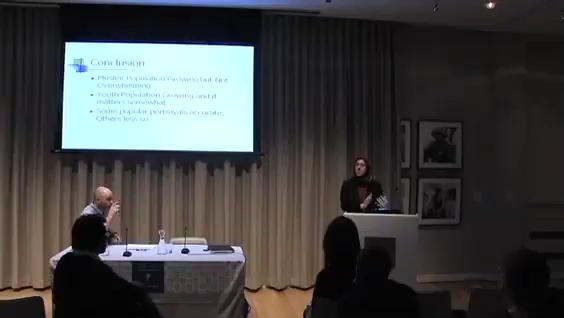 Conclusion
Muslim Population Growing but Not
Overwhelming
Youth Population Growing and it
matters somewhat
Some popular portrayals accurate,
Others less so